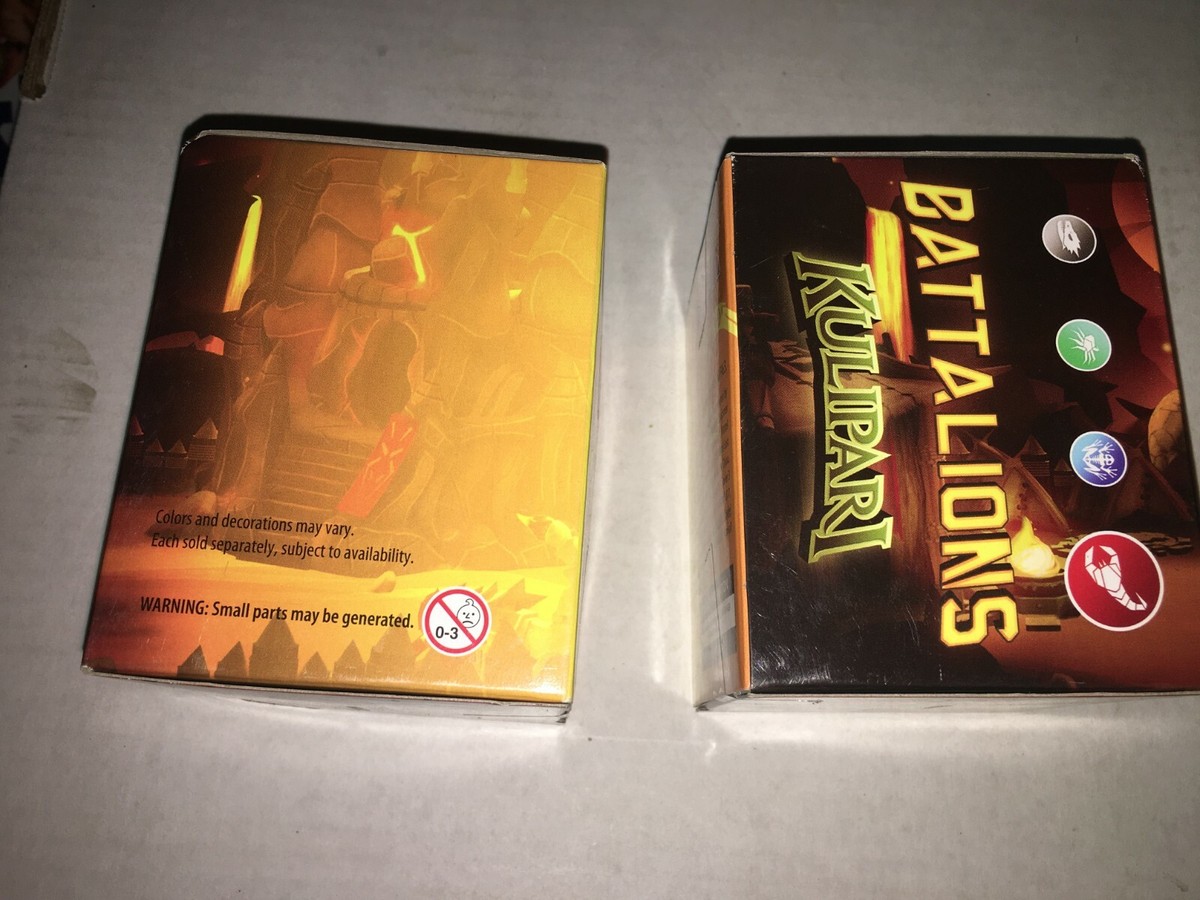 Colors and decorations may vary.
Each sold separately, subject to availability.
WARNING: Small parts may be generated.
0-3
BATTALIONS
KULIPARI